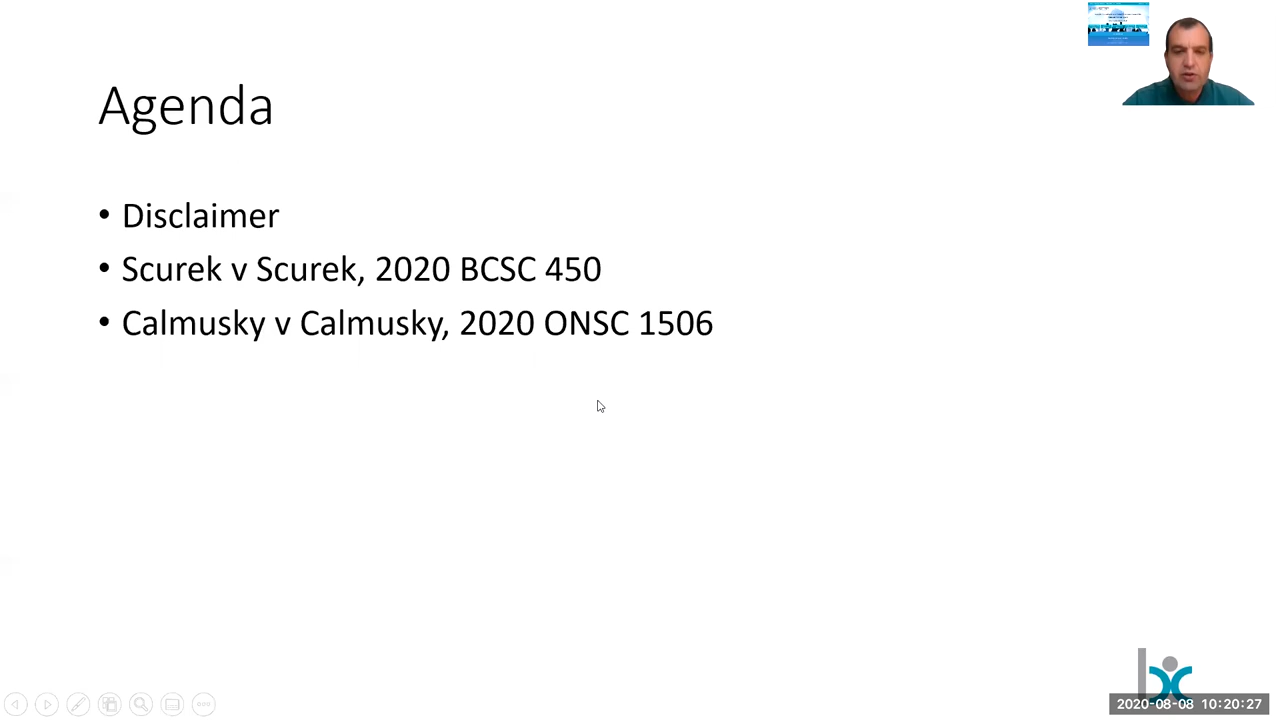 Agenda
• Disclaimer
• Scurek v Scurek, 2020 BCSC 450
• Calmusky v Calmusky, 2020 ONSC 1506
2020-08-08 10:20:27